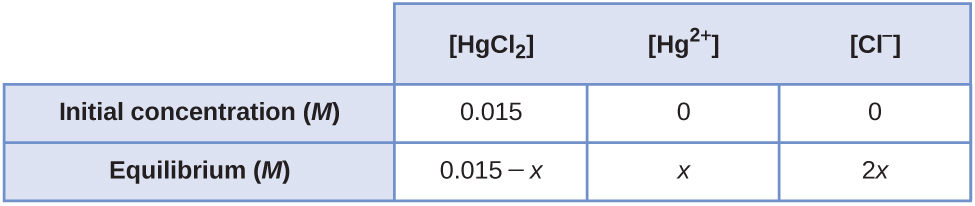 [HgCl₂] [Hg²⁺] [Cl⁻]
Initial concentration (M) 0.015 0 0
Equilibrium (M) 0.015 − x x 2x